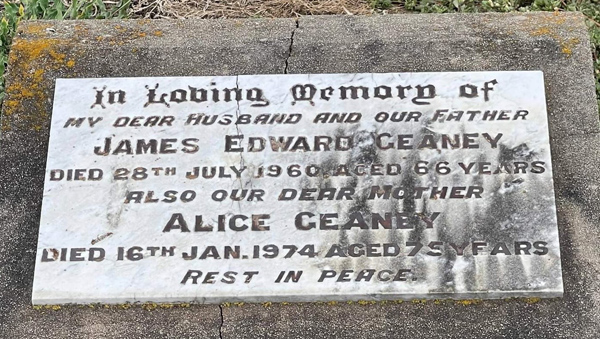 In Loving Memory of
MY DEAR HUSBAND AND OUR FATHER
JAMES EDWARD GEANEY
DIED 28TH JULY 1960, AGED 66 YEARS
ALSO OUR DEAR MOTHER
ALICE GEANEY
DIED 16TH JAN. 1974 AGED 75 YEARS
REST IN PEACE.